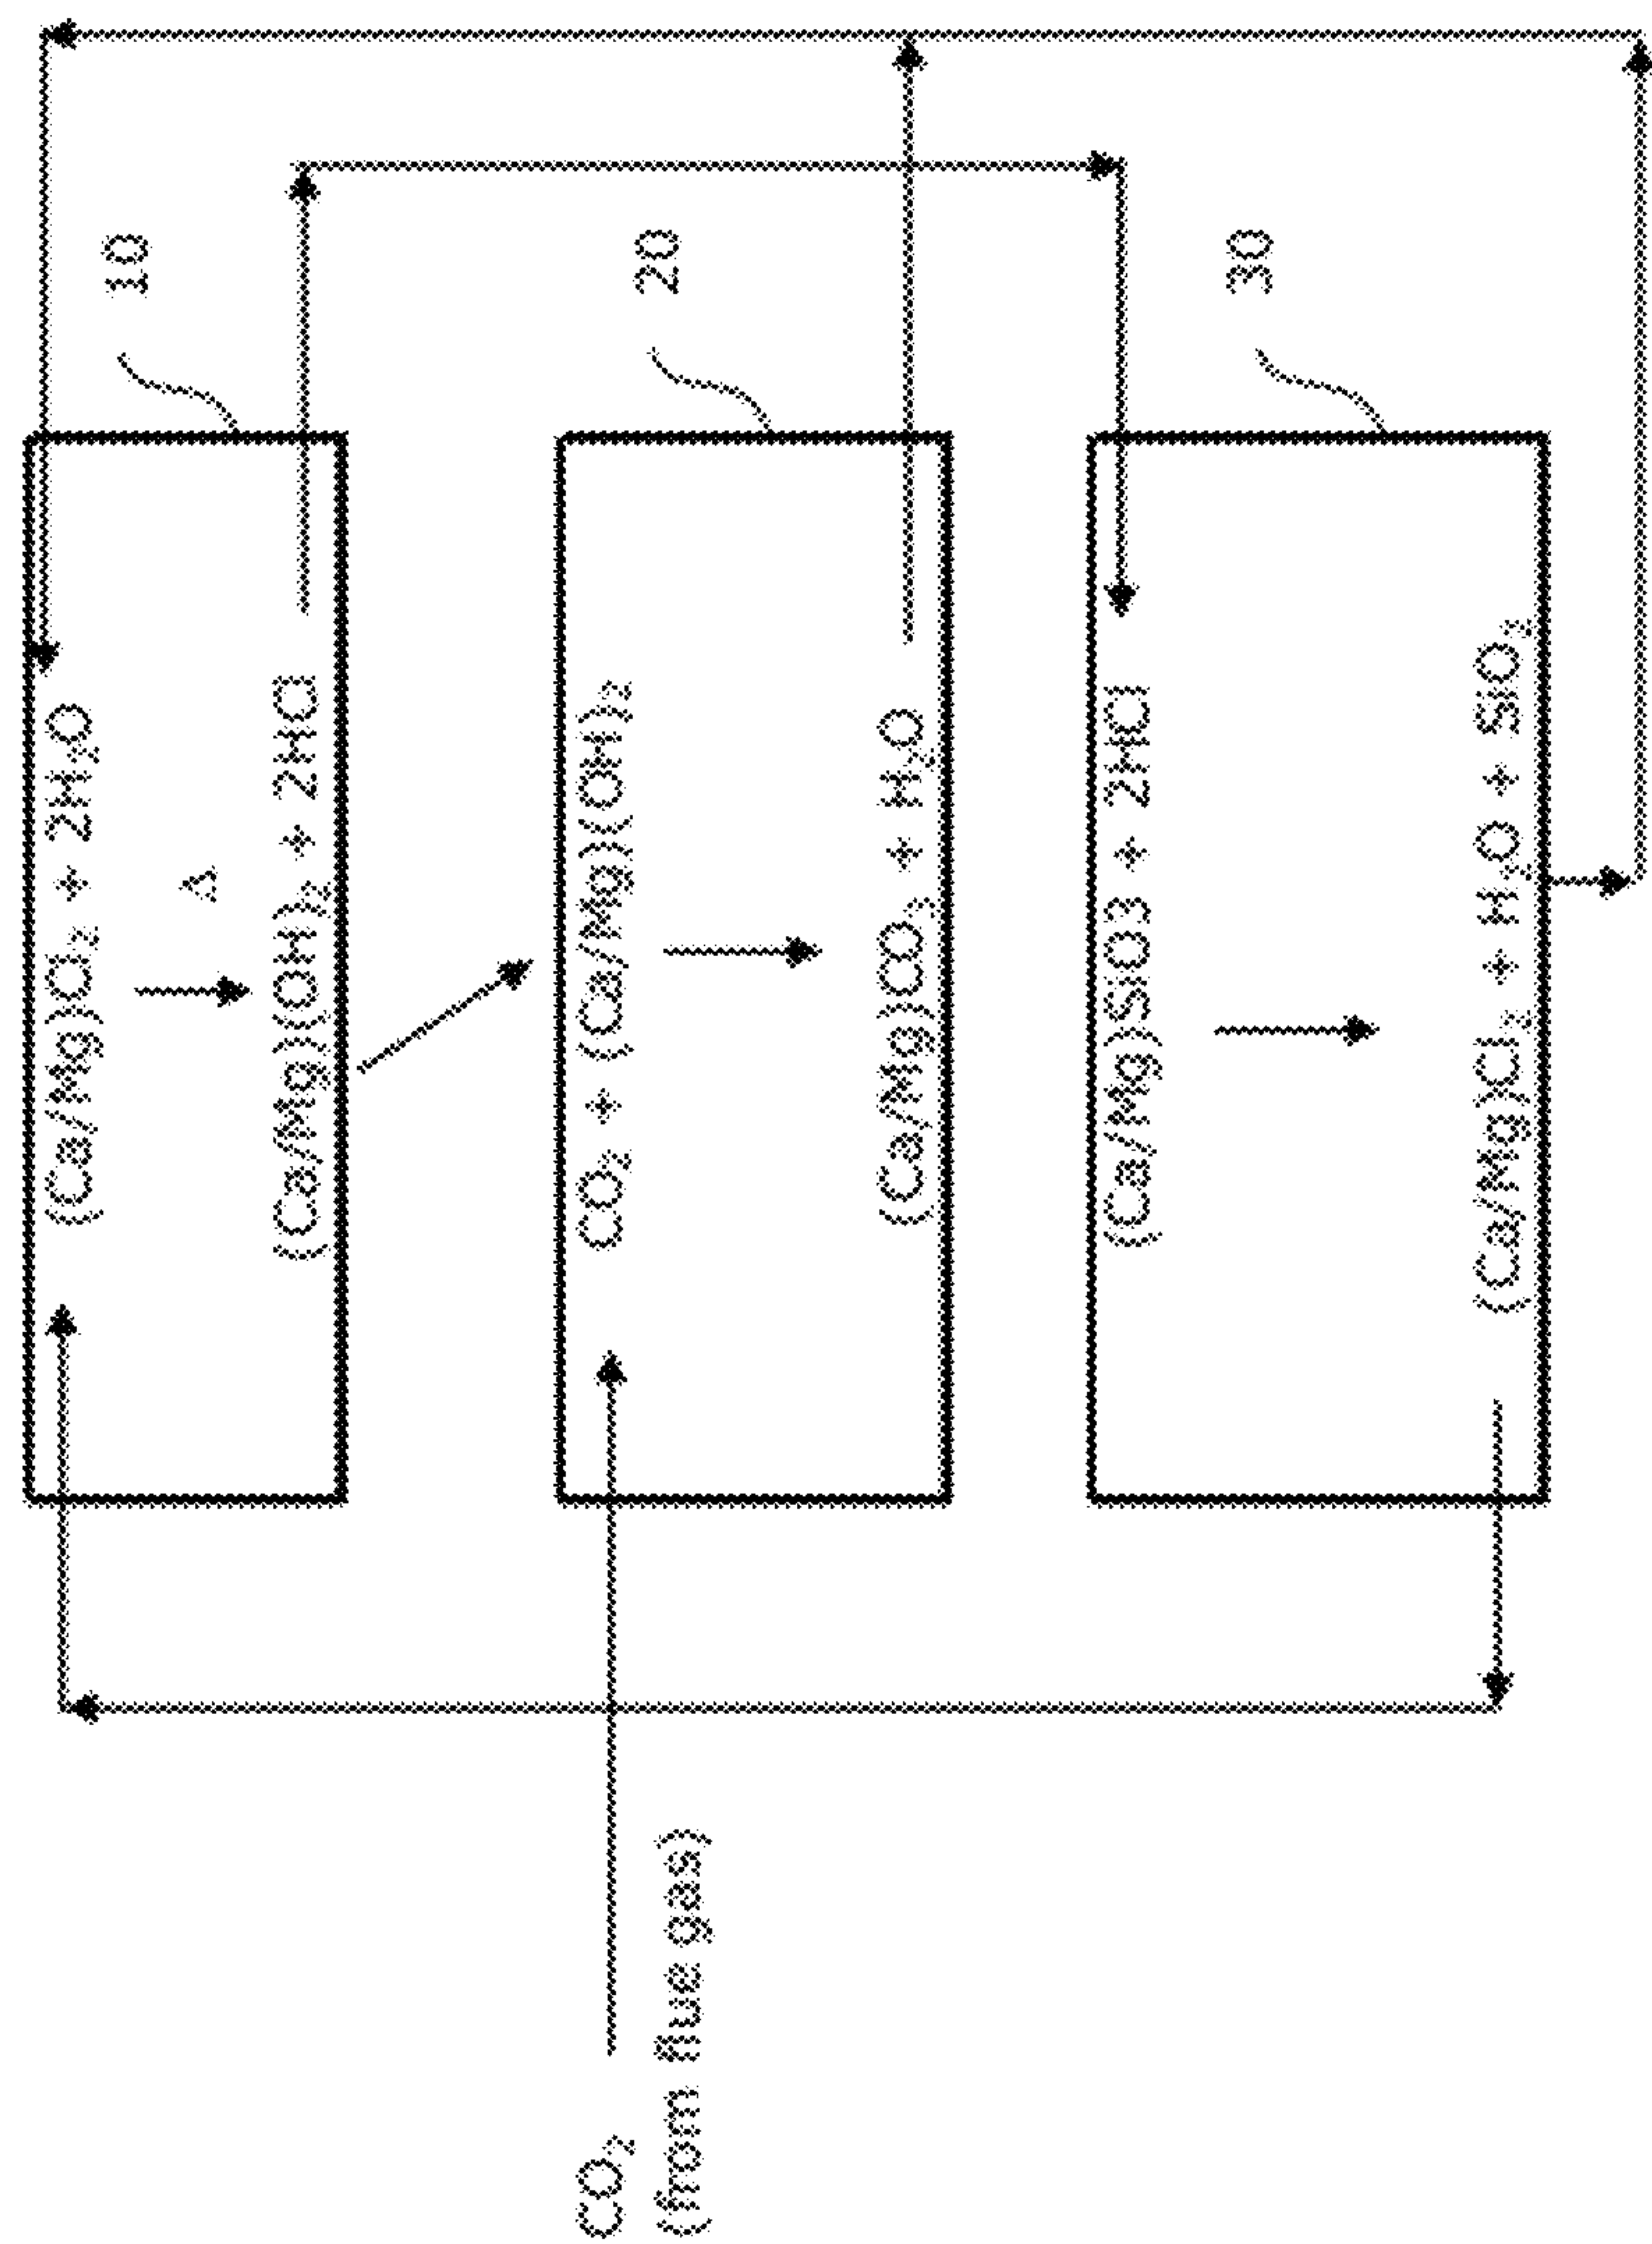 (Ca/Mg)Cl₂ + 2H₂O
Δ
(Ca/Mg)(OH)₂ + 2HCl
10
CO₂
(from flue gas)
CO₂ + (Ca/Mg)(OH)₂
(Ca/Mg)CO₃ + H₂O
20
(Ca/Mg)SiO3 + 2HCl
(Ca/Mg)Cl₂ + H₂O + SiO₂
30